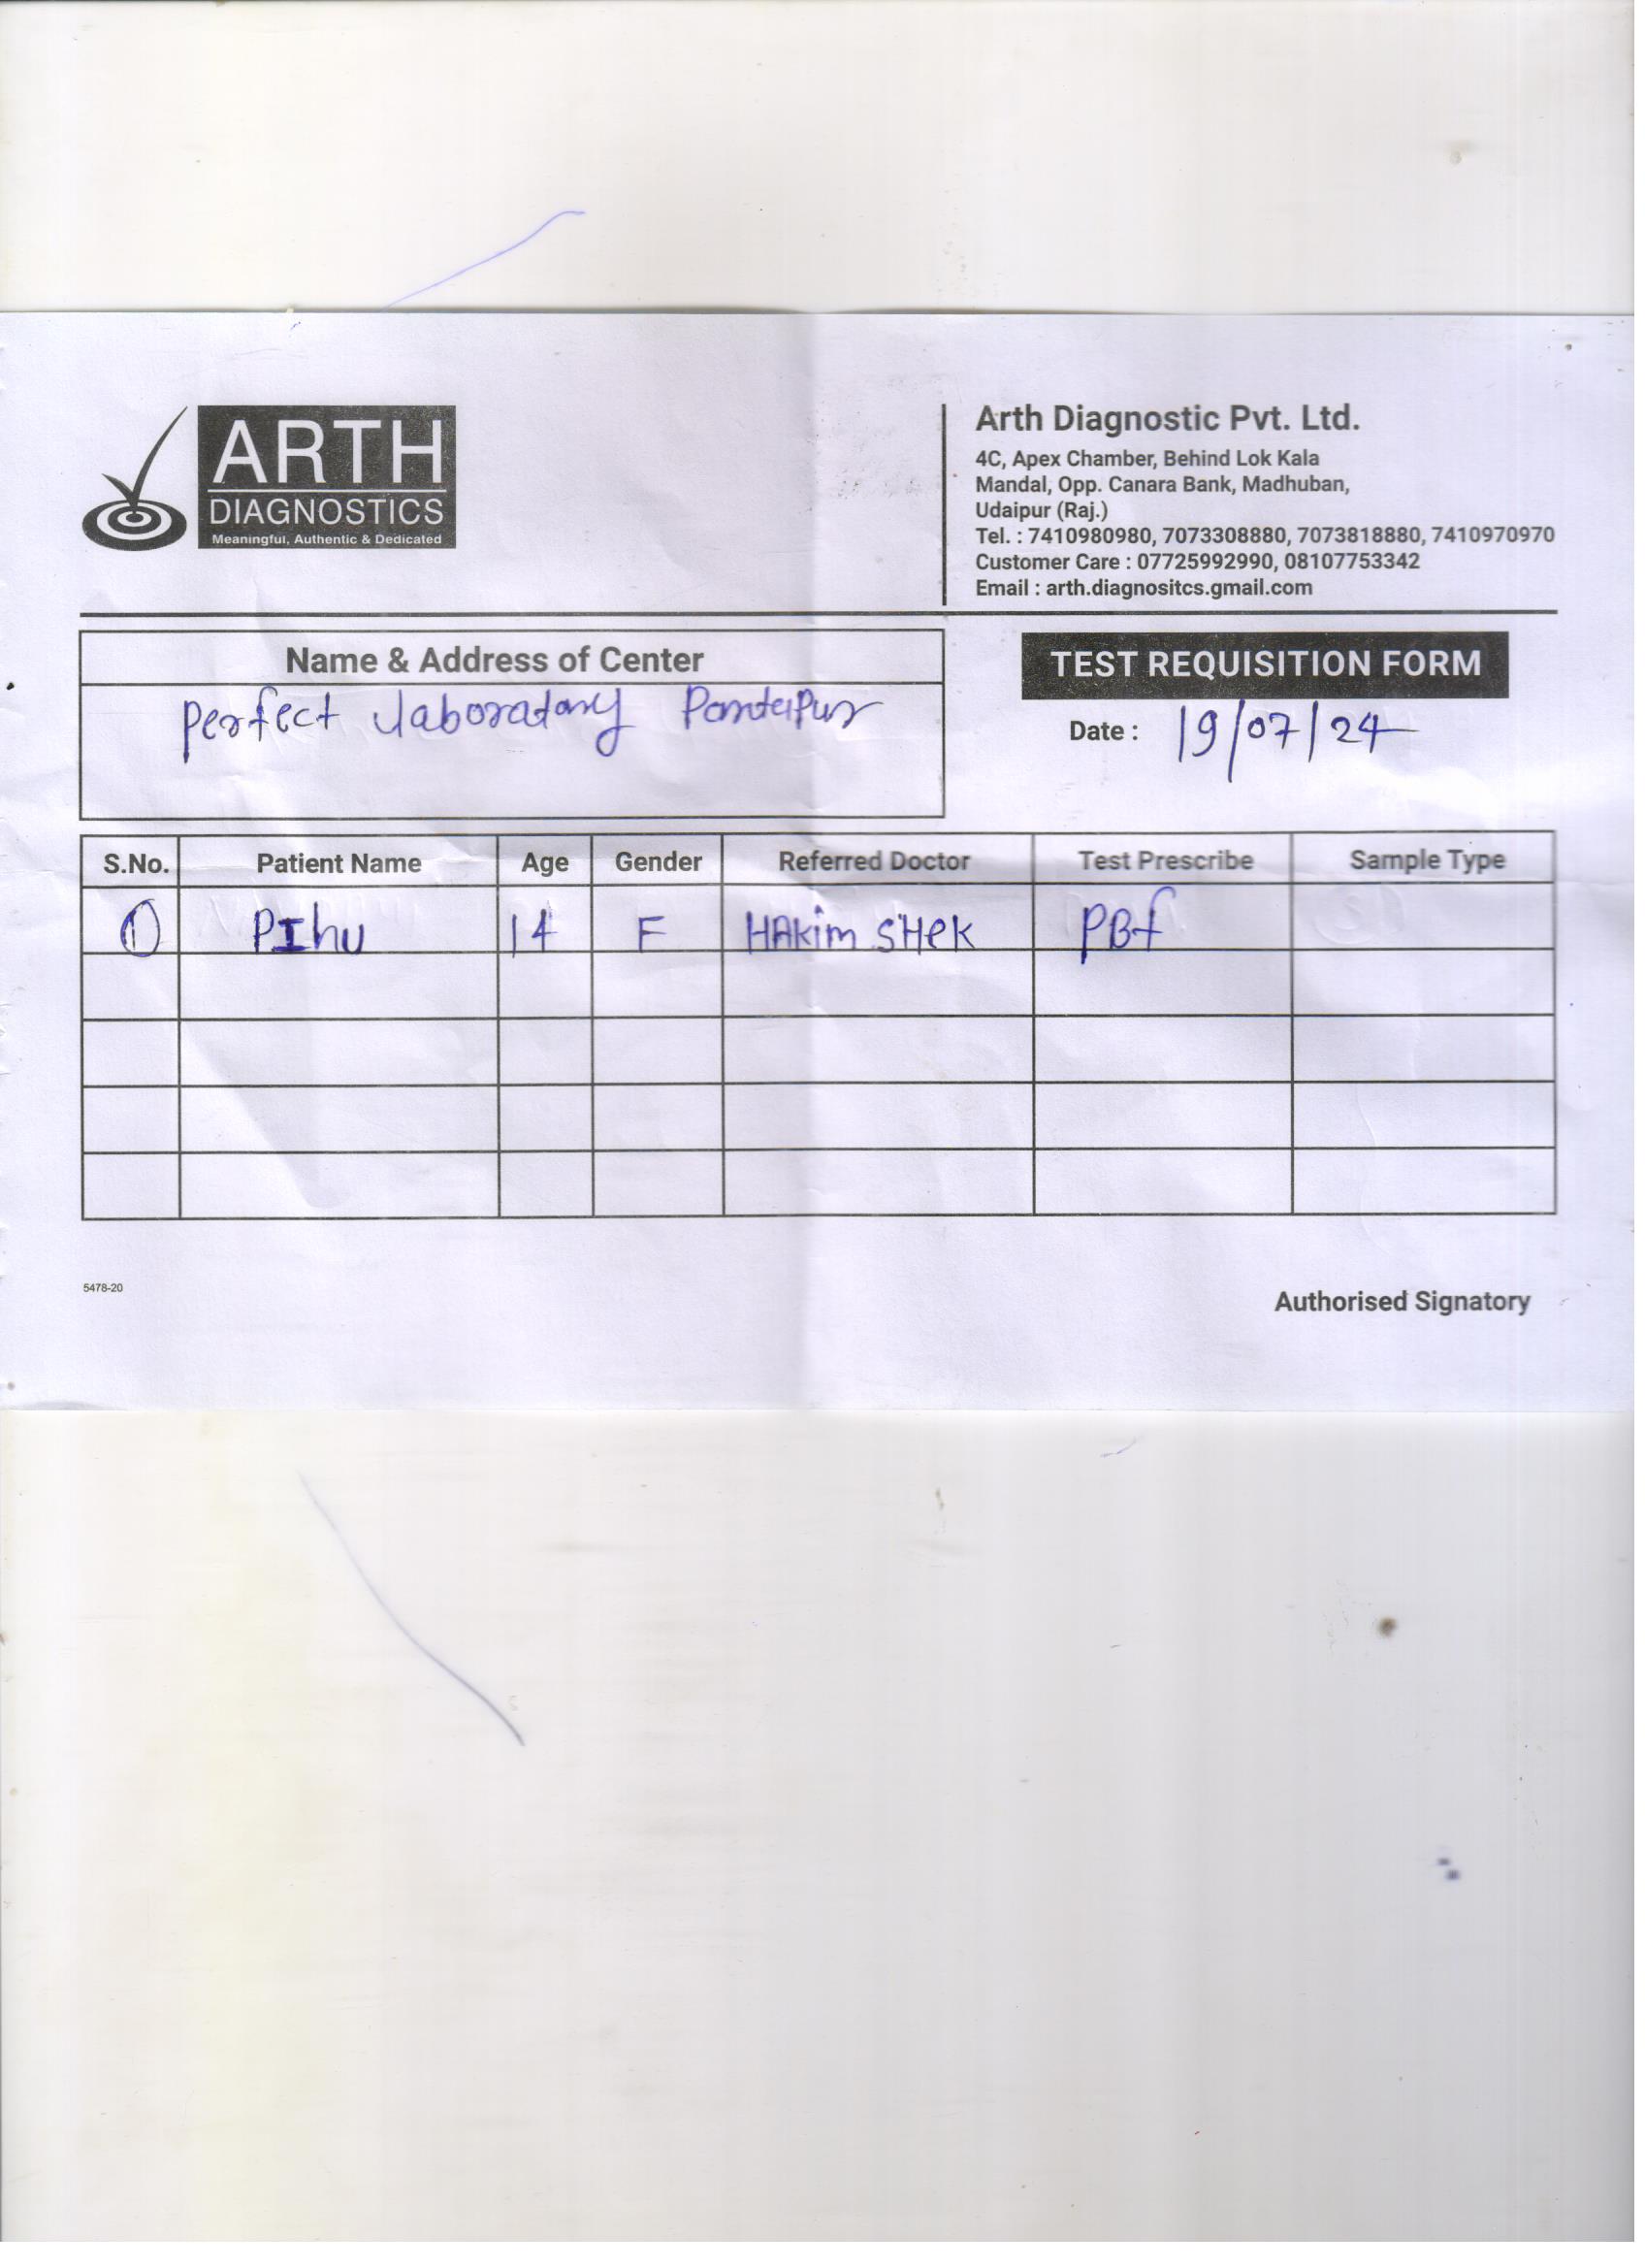 ARTH
DIAGNOSTICS
Meaningful, Authentic & Dedicated
Arth Diagnostic Pvt. Ltd.
4C, Apex Chamber, Behind Lok Kala
Mandal, Opp. Canara Bank, Madhuban,
Udaipur (Raj.)
Tel. : 7410980980, 7073308880, 7073818880, 7410970970
Customer Care : 07725992990, 08107753342
Email : arth.diagnositcs.gmail.com
Name & Address of Center
perfect laboratory
TEST REQUISITION FORM
Date : 19/07/24
S.No. Patient Name Age Gender Referred Doctor Test Prescribe Sample Type
1 PIhu 14 F HAkim SHek PBf
5478-20
Authorised Signatory